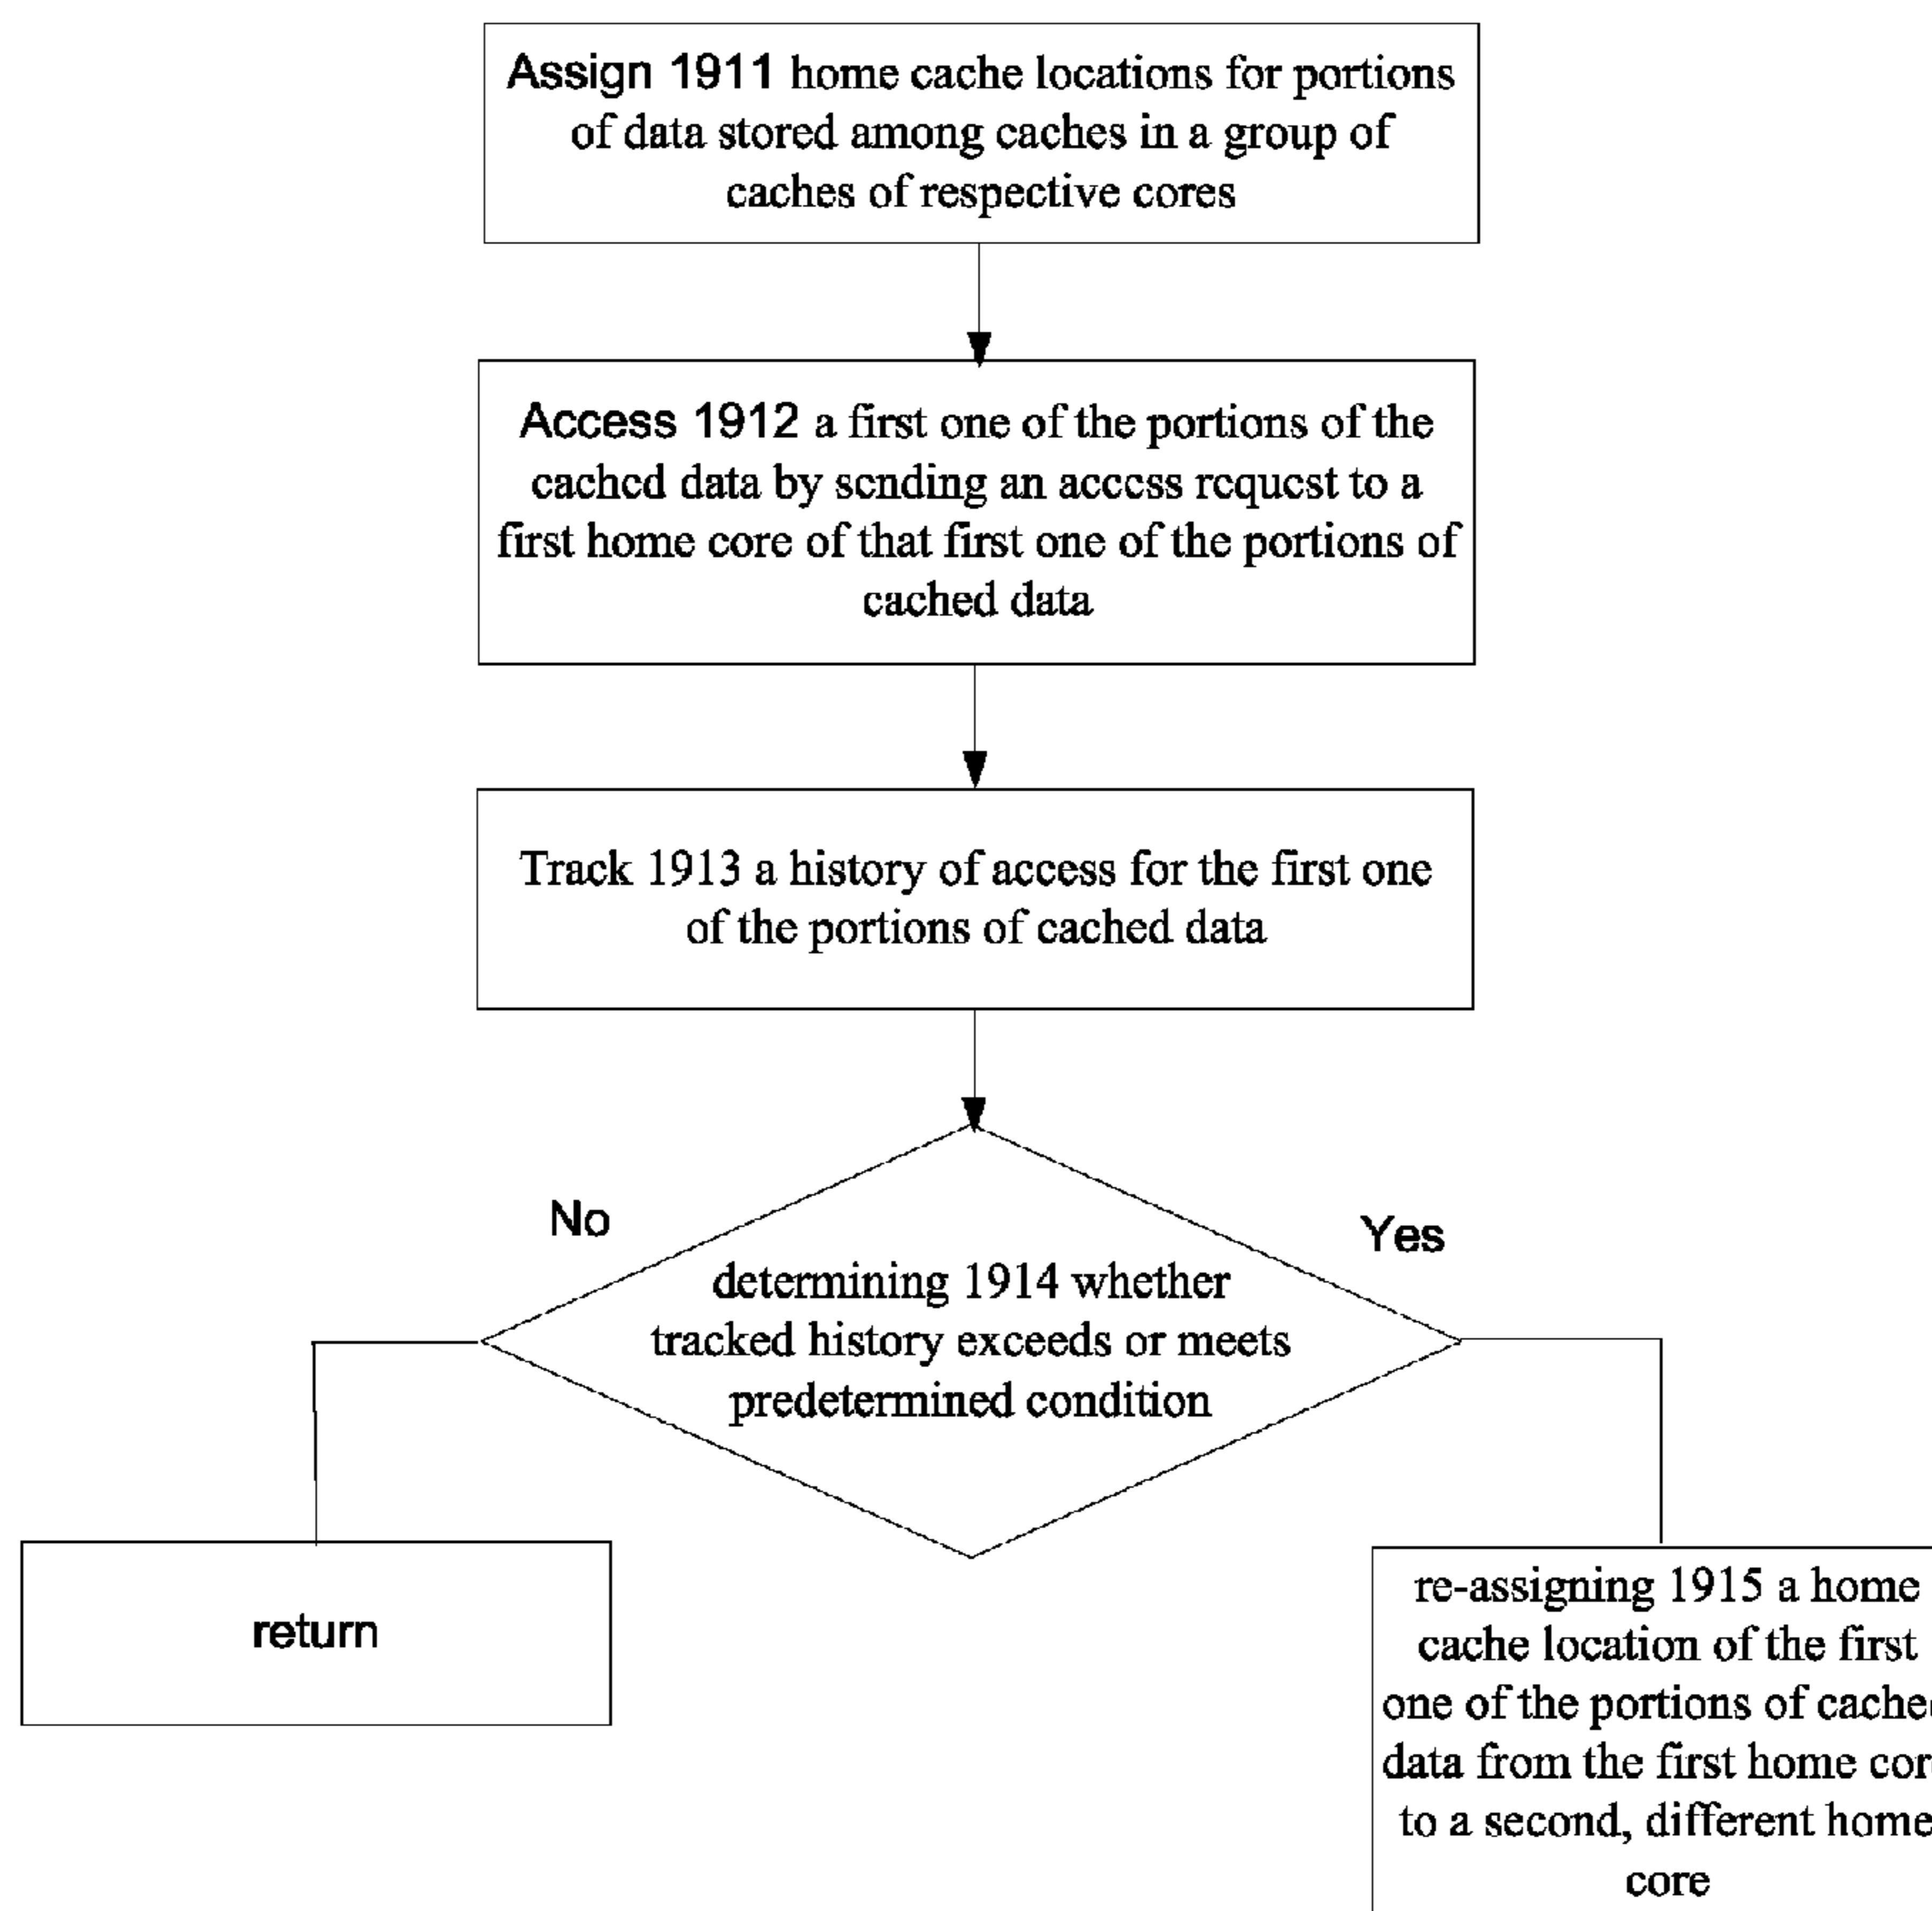 Assign 1911 home cache locations for portions
of data stored among caches in a group of
caches of respective cores
Access 1912 a first one of the portions of the
cached data by sending an access request to a
first home core of that first one of the portions of
cached data
Track 1913 a history of access for the first one
of the portions of cached data
No
Yes
determining 1914 whether
tracked history exceeds or meets
predetermined condition
return
re-assigning 1915 a home
cache location of the first
one of the portions of
data from the first home
to a second, different home
core